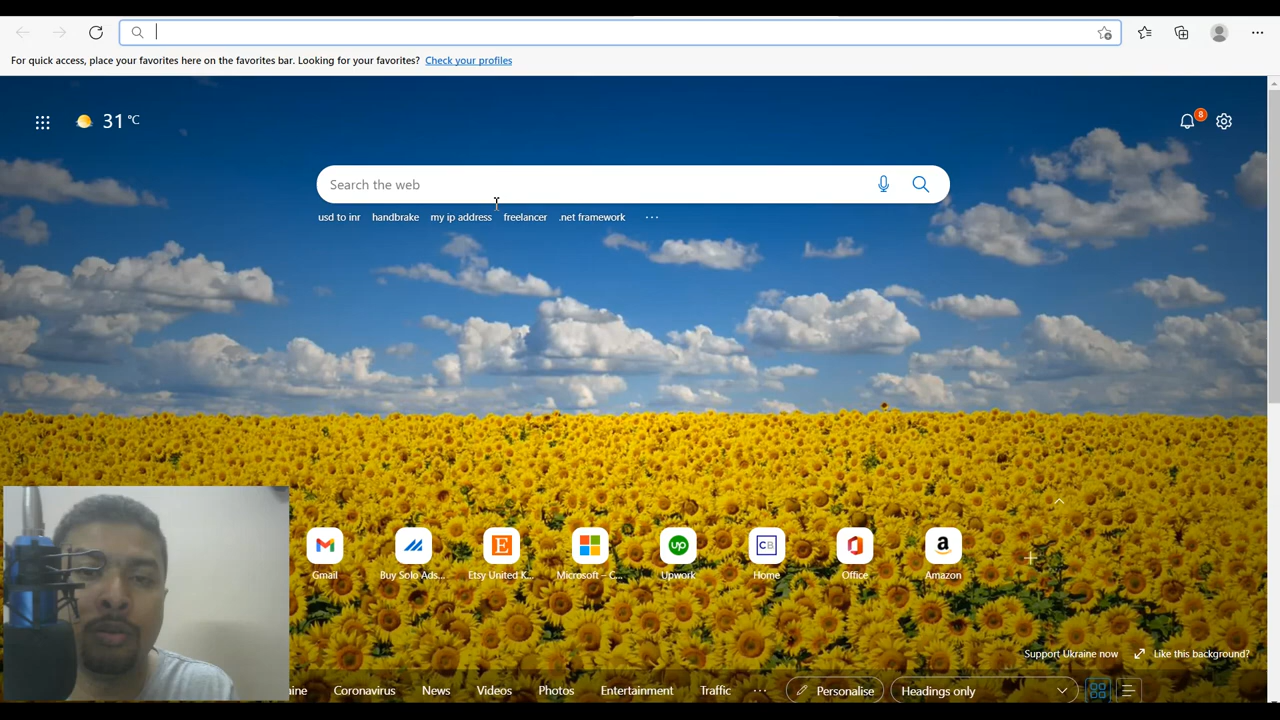 For quick access, place your favorites here on the favorites bar. Looking for your favorites? Check your profiles
31 °C
8
Search the web
usd to inr handbrake my ip address freelancer .net framework ...
Gmail Buy Solo Ads... Etsy United K... Microsoft – C... Upwork Home Office Amazon
up CB a
Support Ukraine now Like this background?
Coronavirus News Videos Photos Entertainment Traffic ... Personalise Headings only